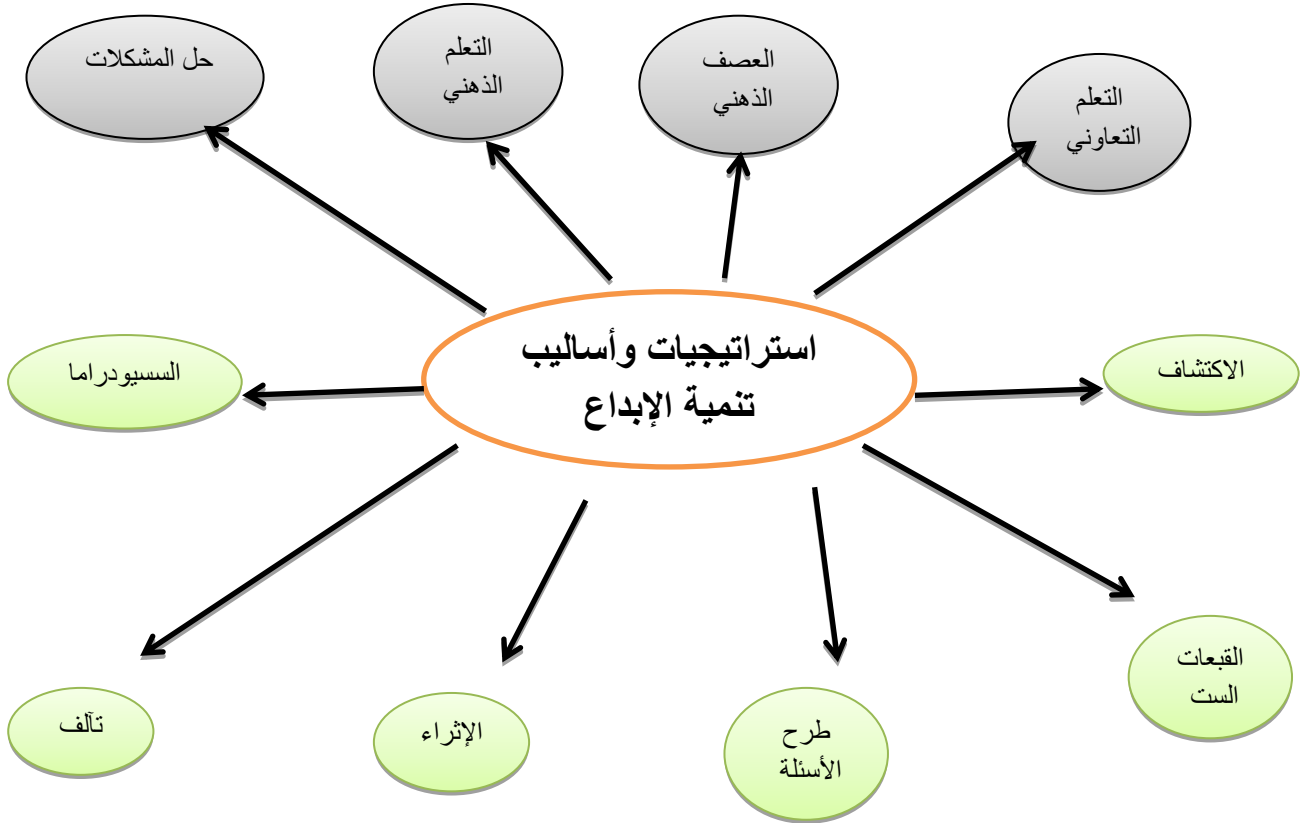 التعلم
التعاوني
العصف
الذهني
التعلم
الذهني
حل المشكلات
استراتيجيات وأساليب
تنمية الإبداع
الاكتشاف
السسيودراما
القبعات
الست
طرح
الأسئلة
الإثراء
تآلف